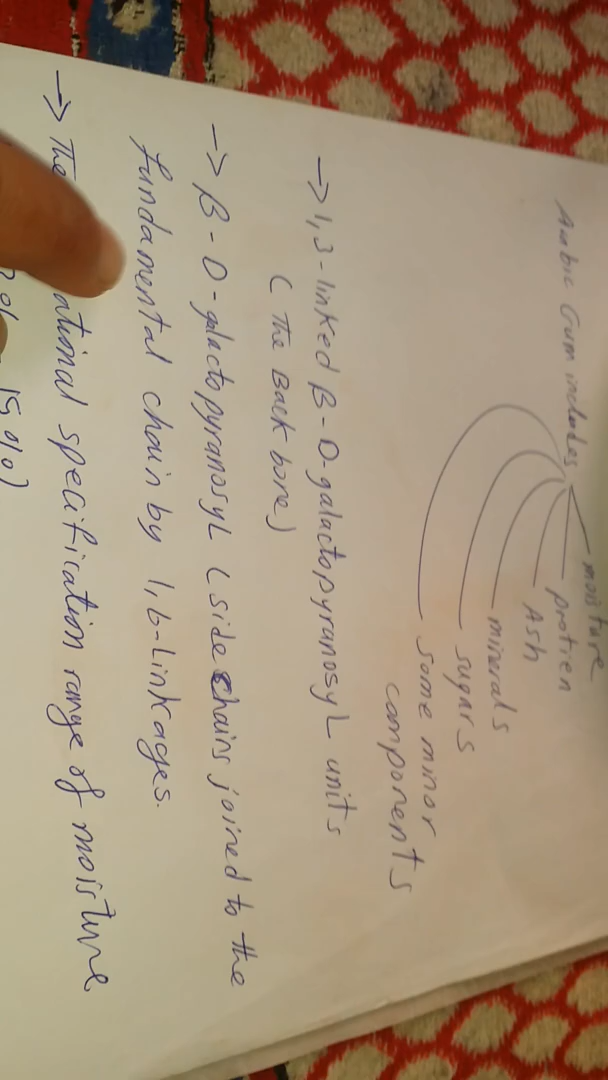 Arabic Gum includes
moisture
protien
Ash
minerals
sugars
some minor
components
→ 1,3-linked β-D-galactopyranosyl units
(The Back bone)
→ β-D-galactopyranosyl (side chains joined to the
fundamental chain by 1,6-linkages.
→ The ational specification range of moisture
15%)